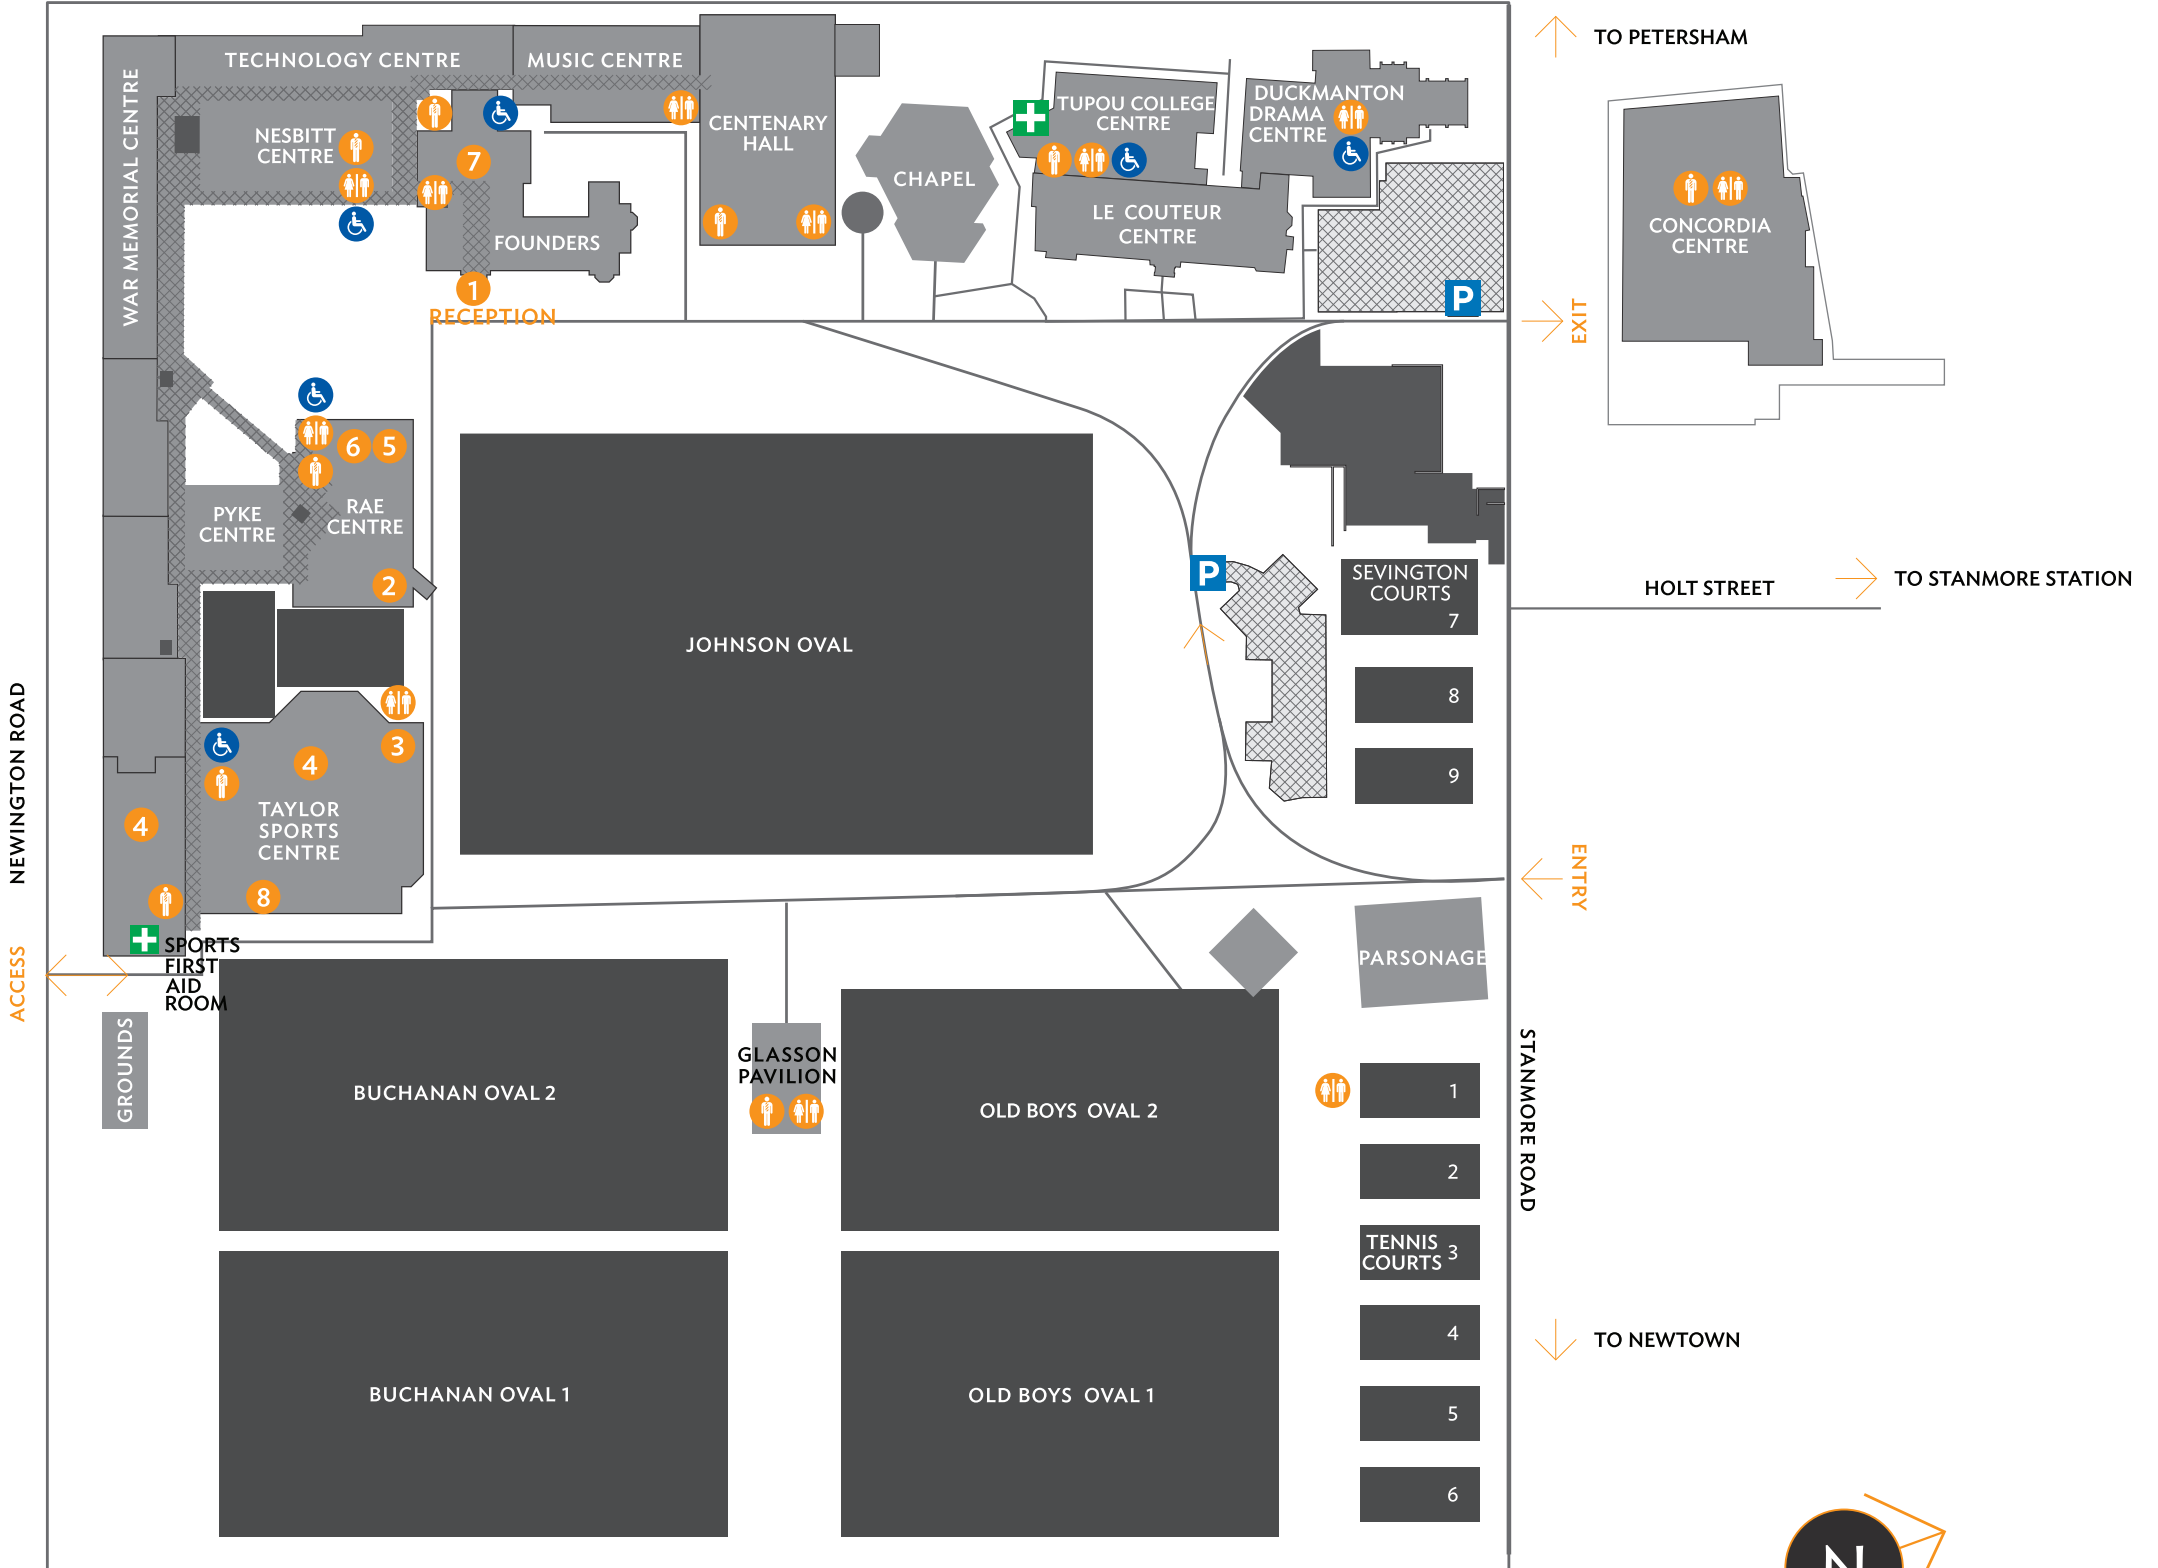 TO PETERSHAM
TECHNOLOGY CENTRE
MUSIC CENTRE
WAR MEMORIAL CENTRE
NESBITT
CENTRE
7
CENTENARY
HALL
CHAPEL
TUPOU COLLEGE
CENTRE
DUCKMANTON
DRAMA
CENTRE
LE COUTEUR
CENTRE
FOUNDERS
1
RECEPTION
P
EXIT
CONCORDIA
CENTRE
6
5
PYKE
CENTRE
RAE
CENTRE
2
JOHNSON OVAL
P
SEVINGTON
COURTS
7
8
9
HOLT STREET
TO STANMORE STATION
NEWINGTON ROAD
3
4
TAYLOR
SPORTS
CENTRE
4
8
ENTRY
ACCESS
SPORTS
FIRST
AID
ROOM
GROUNDS
PARSONAGE
STANMORE ROAD
BUCHANAN OVAL 2
GLASSON
PAVILION
OLD BOYS OVAL 2
1
2
TENNIS
COURTS
3
4
5
6
TO NEWTOWN
BUCHANAN OVAL 1
OLD BOYS OVAL 1
N